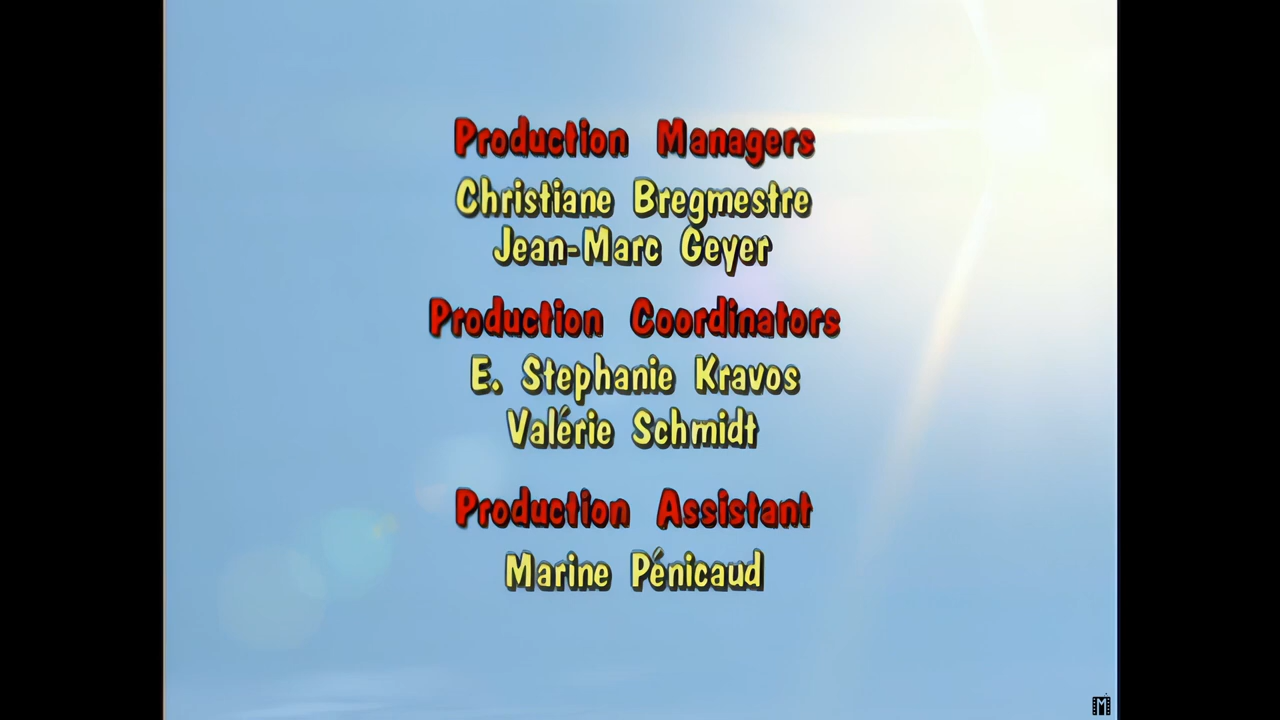 Production Managers
Christiane Bregmestre
Jean-Marc Geyer
Production Coordinators
E. Stephanie Kravos
Valérie Schmidt
Production Assistant
Marine Pénicaud
M